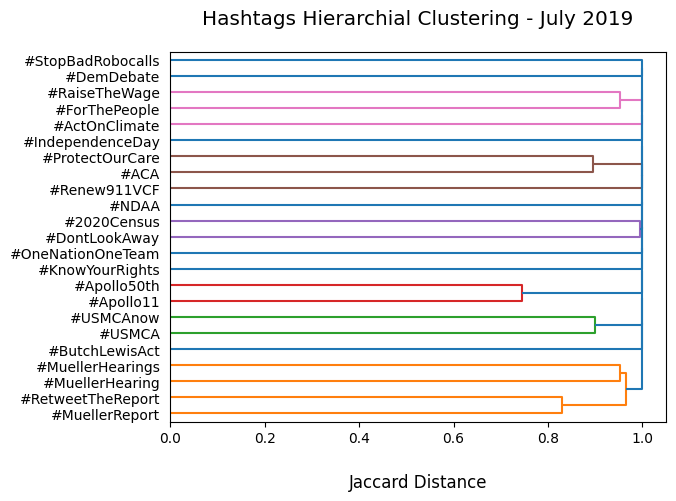 Hashtags Hierarchial Clustering - July 2019
#StopBadRobocalls
#DemDebate
#RaiseTheWage
#ForThePeople
#ActOnClimate
#IndependenceDay
#ProtectOurCare
#ACA
#Renew911VCF
#NDAA
#2020Census
#DontLookAway
#OneNationOneTeam
#KnowYourRights
#Apollo50th
#Apollo11
#USMCAnow
#USMCA
#ButchLewisAct
#MuellerHearings
#MuellerHearing
#RetweetTheReport
#MuellerReport
0.0 0.2 0.4 0.6 0.8 1.0
Jaccard Distance